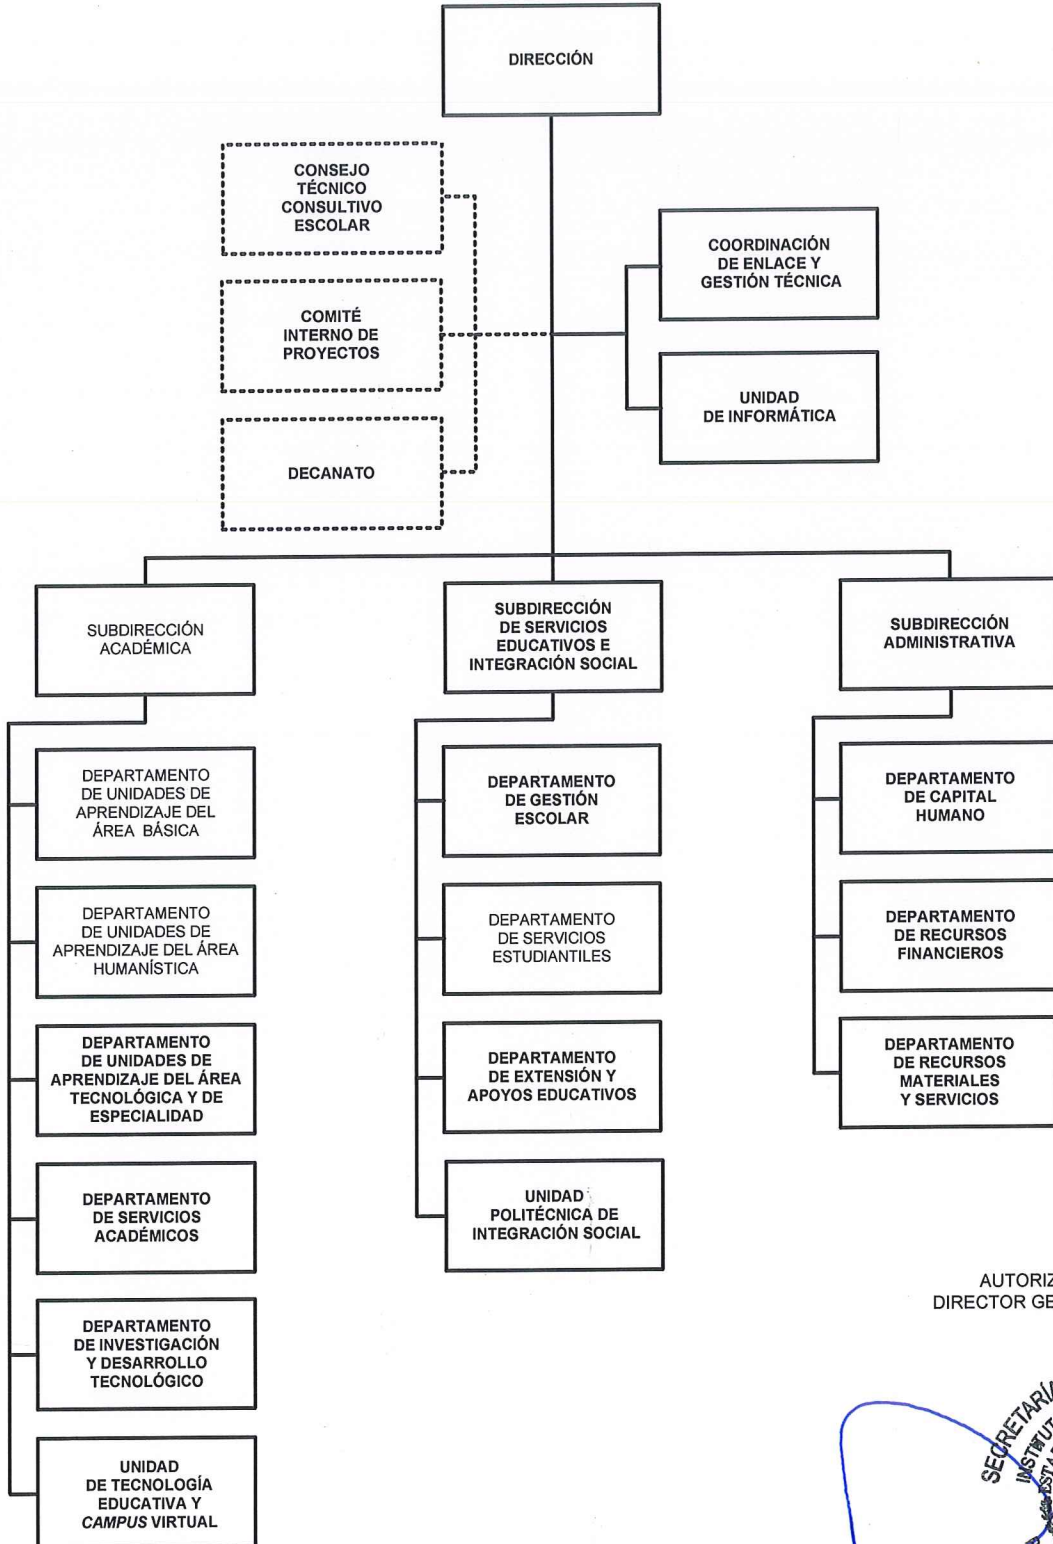 DIRECCIÓN
CONSEJO
TÉCNICO
CONSULTIVO
ESCOLAR
COORDINACIÓN
DE ENLACE Y
GESTIÓN TÉCNICA
COMITÉ
INTERNO DE
PROYECTOS
UNIDAD
DE INFORMÁTICA
DECANATO
SUBDIRECCIÓN
ACADÉMICA
DEPARTAMENTO
DE UNIDADES DE
APRENDIZAJE DEL
ÁREA BÁSICA
DEPARTAMENTO
DE UNIDADES DE
APRENDIZAJE DEL ÁREA
HUMANÍSTICA
DEPARTAMENTO
DE UNIDADES DE
APRENDIZAJE DEL ÁREA
TECNOLÓGICA Y DE
ESPECIALIDAD
DEPARTAMENTO
DE SERVICIOS
ACADÉMICOS
DEPARTAMENTO
DE INVESTIGACIÓN
Y DESARROLLO
TECNOLÓGICO
UNIDAD
DE TECNOLOGÍA
EDUCATIVA Y
CAMPUS VIRTUAL
SUBDIRECCIÓN
DE SERVICIOS
EDUCATIVOS E
INTEGRACIÓN SOCIAL
DEPARTAMENTO
DE GESTIÓN
ESCOLAR
DEPARTAMENTO
DE SERVICIOS
ESTUDIANTILES
DEPARTAMENTO
DE EXTENSIÓN Y
APOYOS EDUCATIVOS
UNIDAD
POLITÉCNICA DE
INTEGRACIÓN SOCIAL
SUBDIRECCIÓN
ADMINISTRATIVA
DEPARTAMENTO
DE CAPITAL
HUMANO
DEPARTAMENTO
DE RECURSOS
FINANCIEROS
DEPARTAMENTO
DE RECURSOS
MATERIALES
Y SERVICIOS
AUTORIZ
DIRECTOR GE
SECRETARÍA
INSTITUT